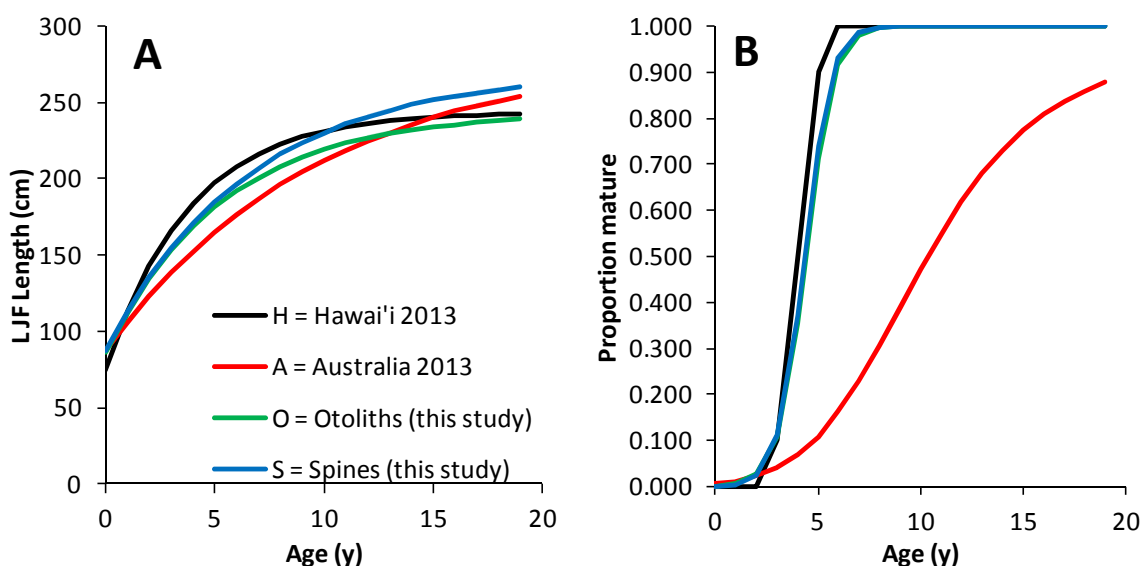 A
LJF Length (cm)
300
250
200
150
100
50
0
H = Hawai'i 2013
A = Australia 2013
O = Otoliths (this study)
S = Spines (this study)
0 5 10 15 20
Age (y)
B
Proportion mature
1.000
0.900
0.800
0.700
0.600
0.500
0.400
0.300
0.200
0.100
0.000
0 5 10 15 20
Age (y)